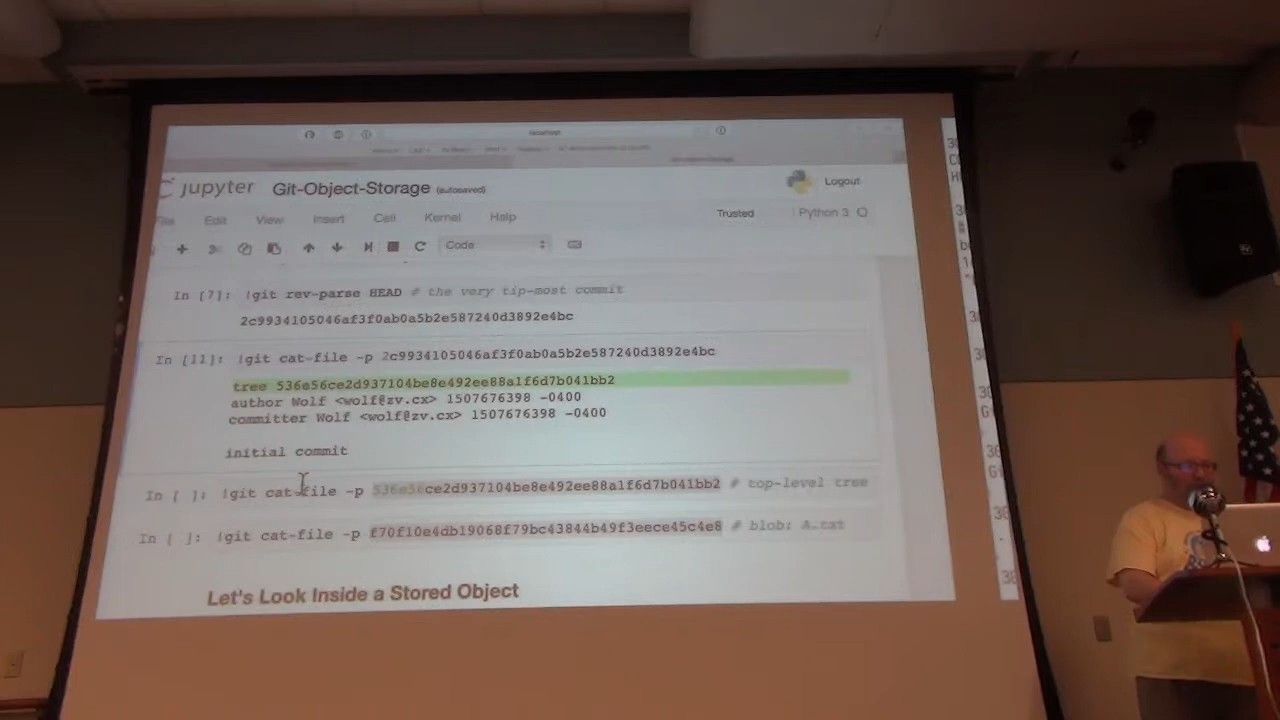 jupyter Git-Object-Storage (autosaved)
Logout
File Edit View Insert Cell Kernel Help
Trusted
Python 3
Code
In [7]: !git rev-parse HEAD # the very tip-most commit
2c9934105046af3f0ab0a5b2e587240d3892e4bc
In [11]: !git cat-file -p 2c9934105046af3f0ab0a5b2e587240d3892e4bc
tree 536e56ce2d937104be8e492ee88a1f6d7b041bb2
author Wolf <wolf@zv.cx> 1507676398 -0400
committer Wolf <wolf@zv.cx> 1507676398 -0400
initial commit
In [ ]: !git cat-file -p 536e56ce2d937104be8e492ee88a1f6d7b041bb2 # top-level tree
In [ ]: !git cat-file -p f70f10e4db19068f79bc43844b49f3eece45c4e8 # blob: A.txt
Let's Look Inside a Stored Object